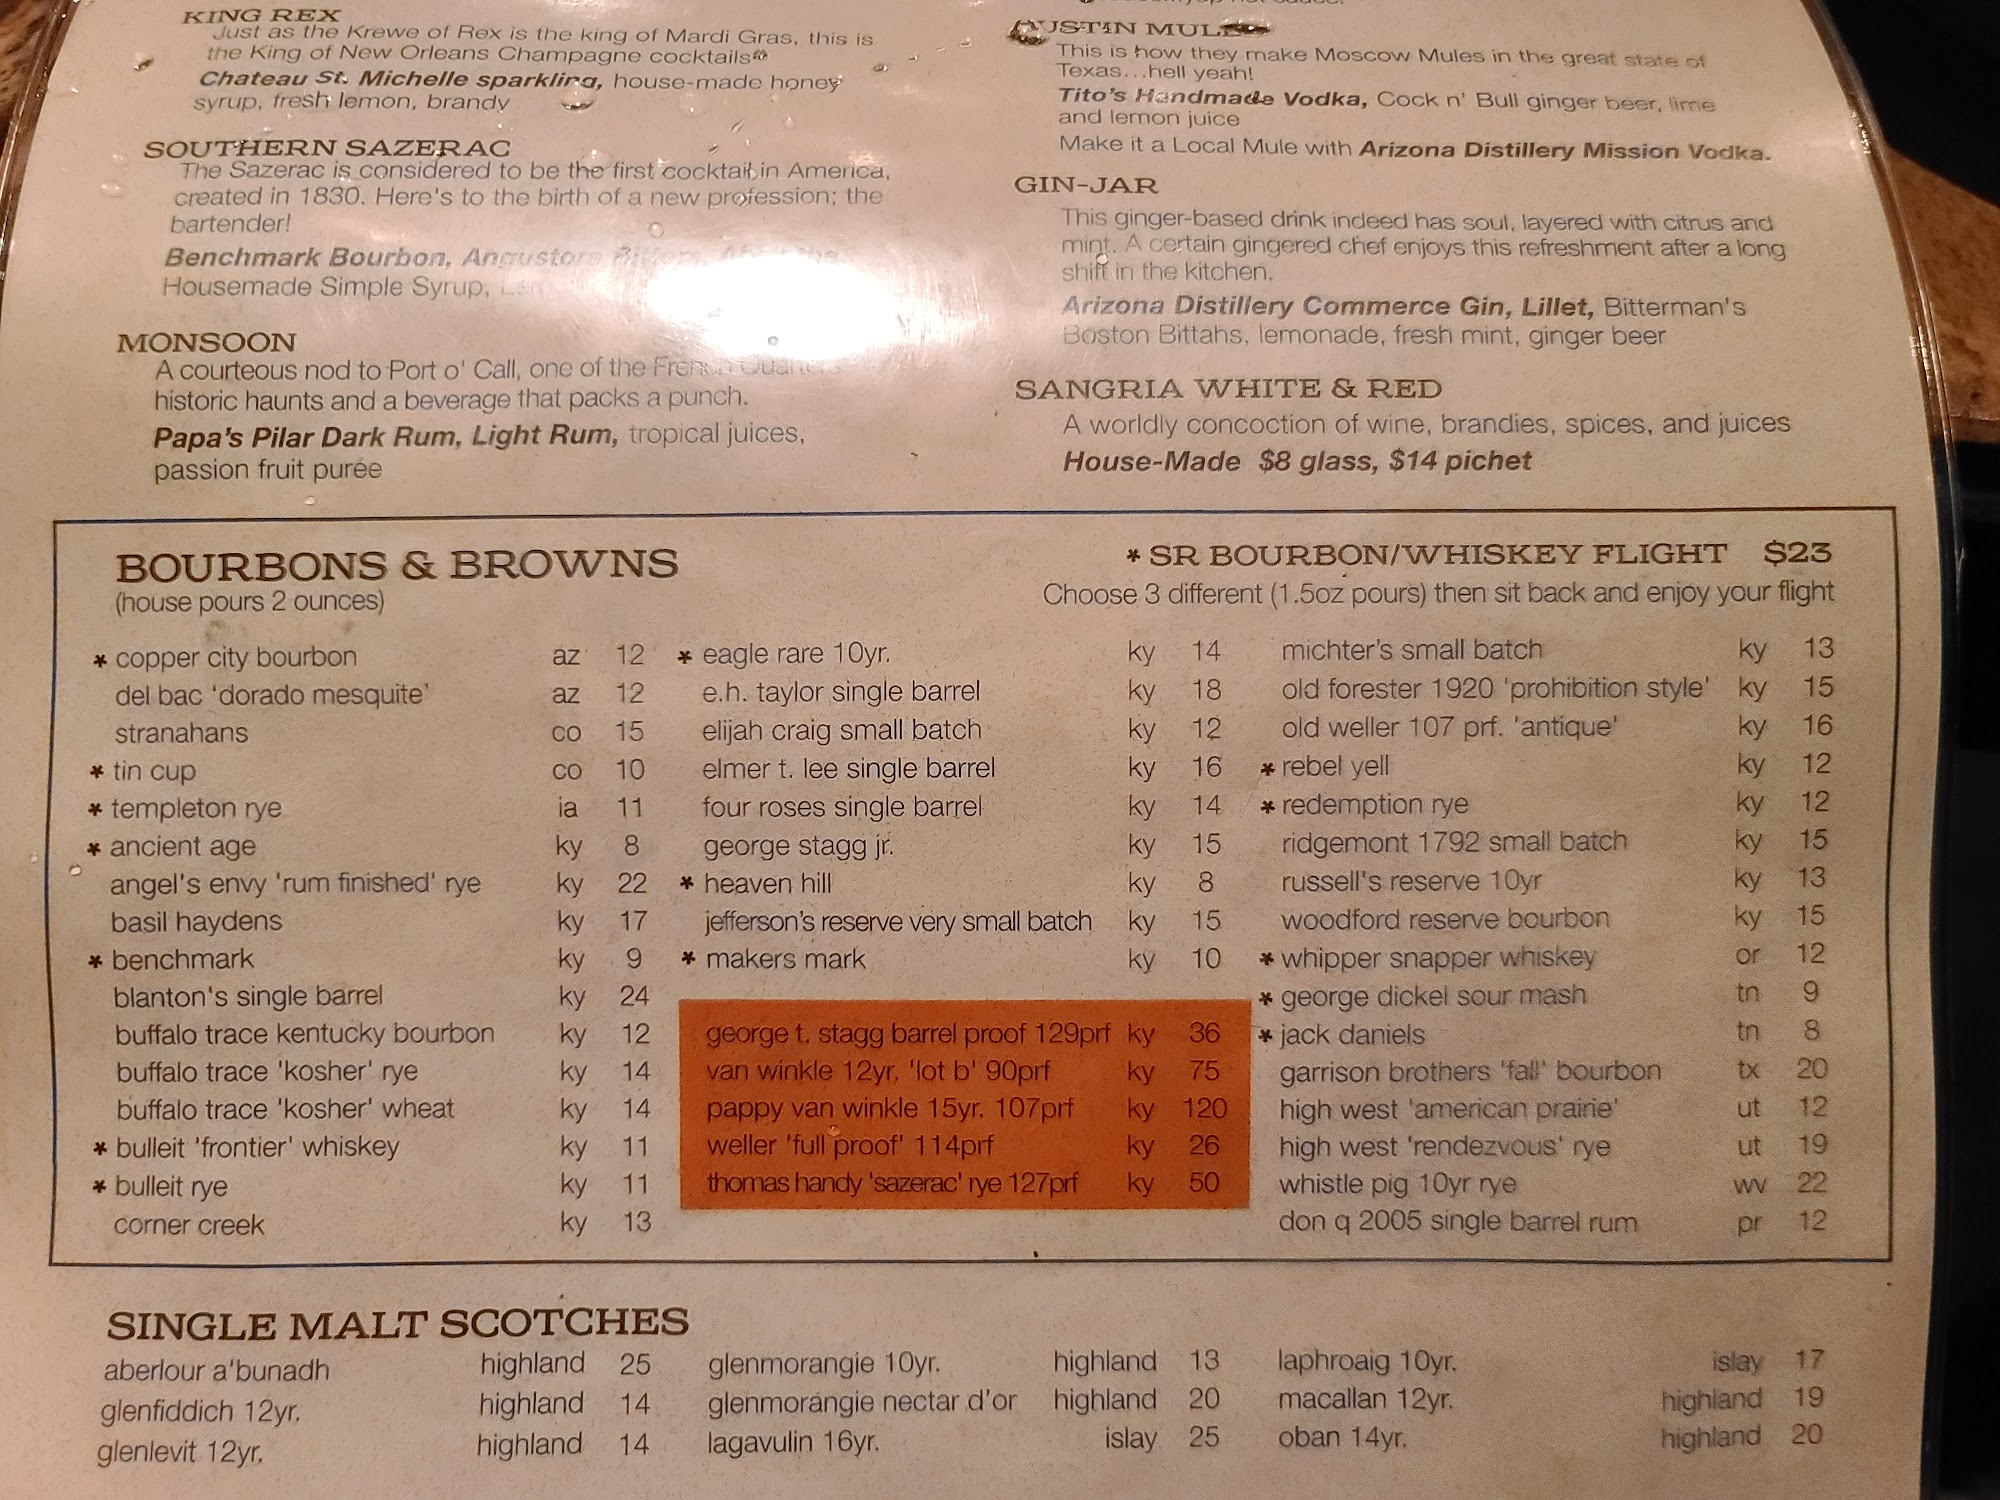 KING REX
Just as the Krewe of Rex is the king of Mardi Gras, this is
the King of New Orleans Champagne cocktails
Chateau St. Michelle sparkling, house-made honey
syrup, fresh lemon, brandy
SOUTHERN SAZERAC
The Sazerac is considered to be the first cocktail in America,
created in 1830. Here's to the birth of a new profession; the
bartender!
Benchmark Bourbon, Angustora Bitters,
Housemade Simple Syrup,
MONSOON
A courteous nod to Port o' Call, one of the French Quarters
historic haunts and a beverage that packs a punch.
Papa's Pilar Dark Rum, Light Rum, tropical juices,
passion fruit purée
AUSTIN MULE
This is how they make Moscow Mules in the great state of
Texas...hell yeah!
Tito's Handmade Vodka, Cock n' Bull ginger beer, lime
and lemon juice
Make it a Local Mule with Arizona Distillery Mission Vodka.
GIN-JAR
This ginger-based drink indeed has soul, layered with citrus and
mint. A certain gingered chef enjoys this refreshment after a long
shift in the kitchen.
Arizona Distillery Commerce Gin, Lillet, Bitterman's
Boston Bittahs, lemonade, fresh mint, ginger beer
SANGRIA WHITE & RED
A worldly concoction of wine, brandies, spices, and juices
House-Made $8 glass, $14 pichet
BOURBONS & BROWNS
(house pours 2 ounces)
* SR BOURBON/WHISKEY FLIGHT $23
Choose 3 different (1.5oz pours) then sit back and enjoy your flight
* copper city bourbon az 12
del bac 'dorado mesquite' az 12
stranahans co 15
* tin cup co 10
* templeton rye ia 11
* ancient age ky 8
angel's envy 'rum finished' rye ky 22
basil haydens ky 17
* benchmark ky 9
blanton's single barrel ky 24
buffalo trace kentucky bourbon ky 12
buffalo trace 'kosher' rye ky 14
buffalo trace 'kosher' wheat ky 14
* bulleit 'frontier' whiskey ky 11
* bulleit rye ky 11
corner creek ky 13
* eagle rare 10yr. ky 14
e.h. taylor single barrel ky 18
elijah craig small batch ky 12
elmer t. lee single barrel ky 16
four roses single barrel ky 14
george stagg jr. ky 15
* heaven hill ky 8
jefferson's reserve very small batch ky 15
* makers mark ky 10
george t. stagg barrel proof 129prf ky 36
van winkle 12yr. 'lot b' 90prf ky 75
pappy van winkle 15yr. 107prf ky 120
weller 'full proof' 114prf ky 26
thomas handy 'sazerac' rye 127prf ky 50
michter's small batch ky 13
old forester 1920 'prohibition style' ky 15
old weller 107 prf. 'antique' ky 16
* rebel yell ky 12
* redemption rye ky 12
ridgemont 1792 small batch ky 15
russell's reserve 10yr ky 13
woodford reserve bourbon ky 15
* whipper snapper whiskey or 12
* george dickel sour mash tn 9
* jack daniels tn 8
garrison brothers 'fall' bourbon tx 20
high west 'american prairie' ut 12
high west 'rendezvous' rye ut 19
whistle pig 10yr rye wv 22
don q 2005 single barrel rum pr 12
SINGLE MALT SCOTCHES
aberlour a'bunadh highland 25
glenfiddich 12yr. highland 14
glenlevit 12yr. highland 14
glenmorangie 10yr. highland 13
glenmorangie nectar d'or highland 20
lagavulin 16yr. islay 25
laphroaig 10yr. islay 17
macallan 12yr. highland 19
oban 14yr. highland 20